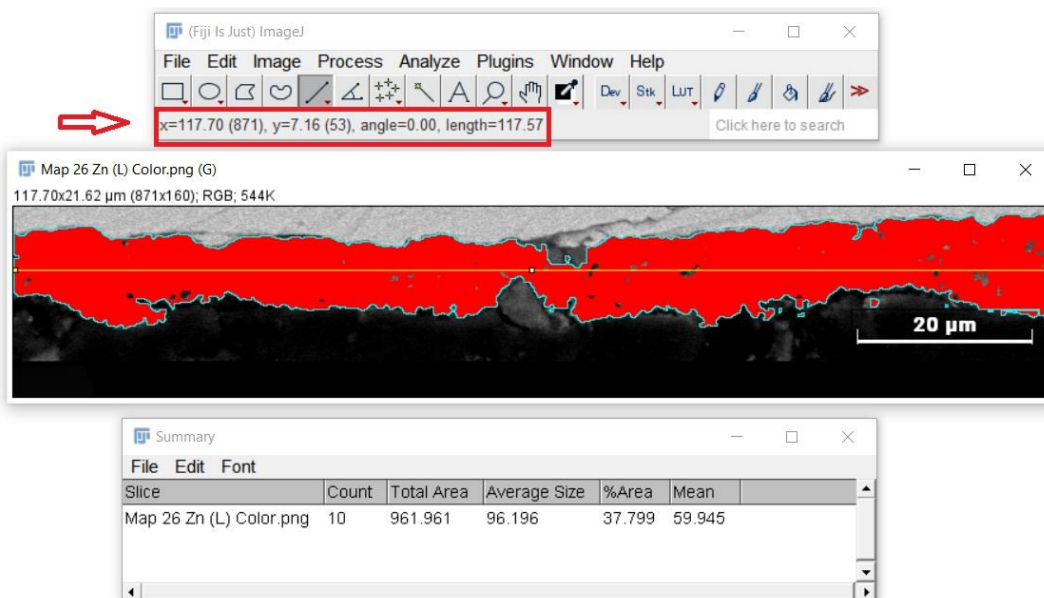 (Fiji Is Just) ImageJ
File Edit Image Process Analyze Plugins Window Help
Dev Stk LUT
x=117.70 (871), y=7.16 (53), angle=0.00, length=117.57
Click here to search
Map 26 Zn (L) Color.png (G)
117.70x21.62 µm (871x160); RGB; 544K
20 µm
Summary
File Edit Font
Slice Count Total Area Average Size %Area Mean
Map 26 Zn (L) Color.png 10 961.961 96.196 37.799 59.945